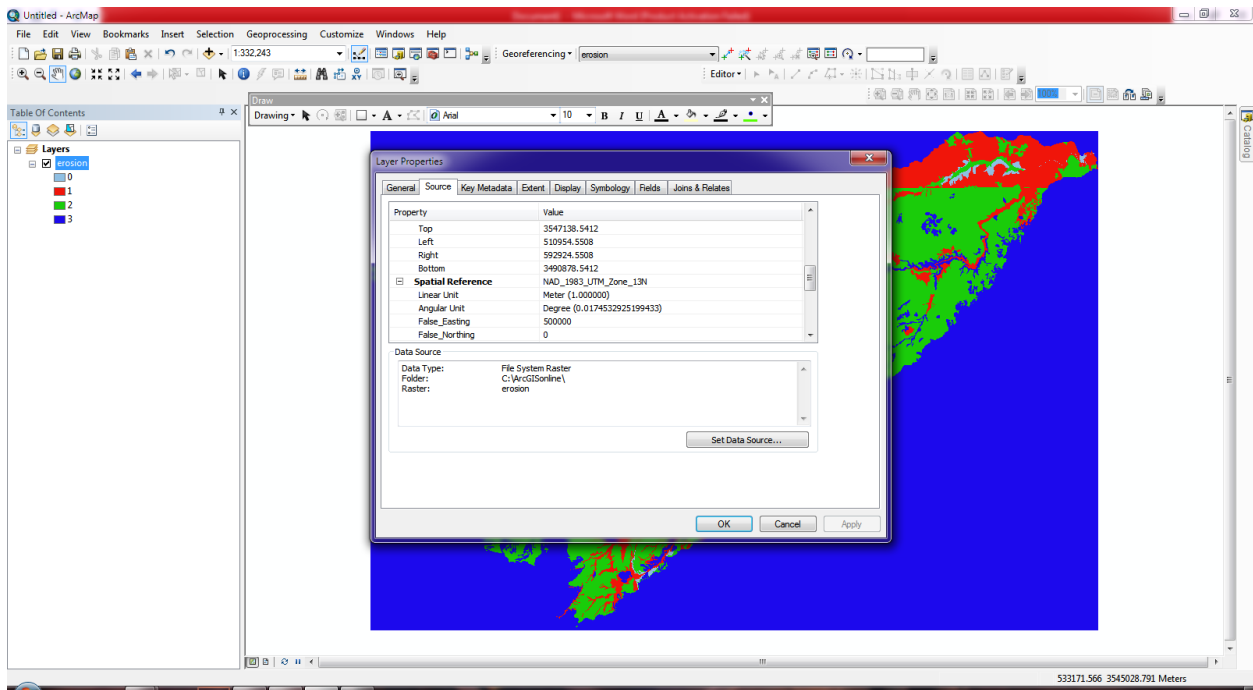 Untitled - ArcMap
File Edit View Bookmarks Insert Selection Geoprocessing Customize Windows Help
1:332,243 Georeferencing erosion
Editor
100%
Table Of Contents
Draw
Drawing A Arial 10 B I U A
Catalog
Layers
erosion
0
1
2
3
Layer Properties
General Source Key Metadata Extent Display Symbology Fields Joins & Relates
Property Value
Top 3547138.5412
Left 510954.5508
Right 592924.5508
Bottom 3490878.5412
Spatial Reference NAD_1983_UTM_Zone_13N
Linear Unit Meter (1.000000)
Angular Unit Degree (0.0174532925199433)
False_Easting 500000
False_Northing 0
Data Source
Data Type: File System Raster
Folder: C:\ArcGISonline\
Raster: erosion
Set Data Source...
OK Cancel Apply
533171.566 3545028.791 Meters